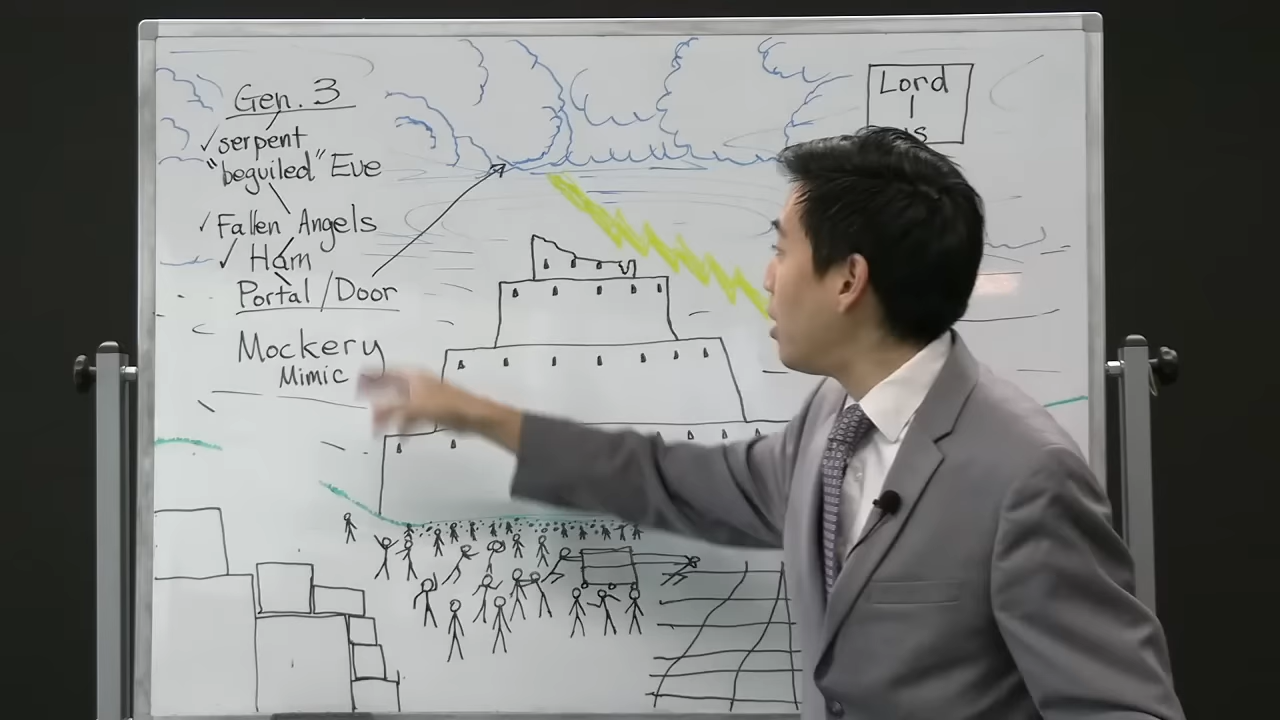 Gen. 3
✓serpent
"beguiled" Eve
✓Fallen Angels
✓Ham
Portal/Door
Mockery
Mimic
Lord